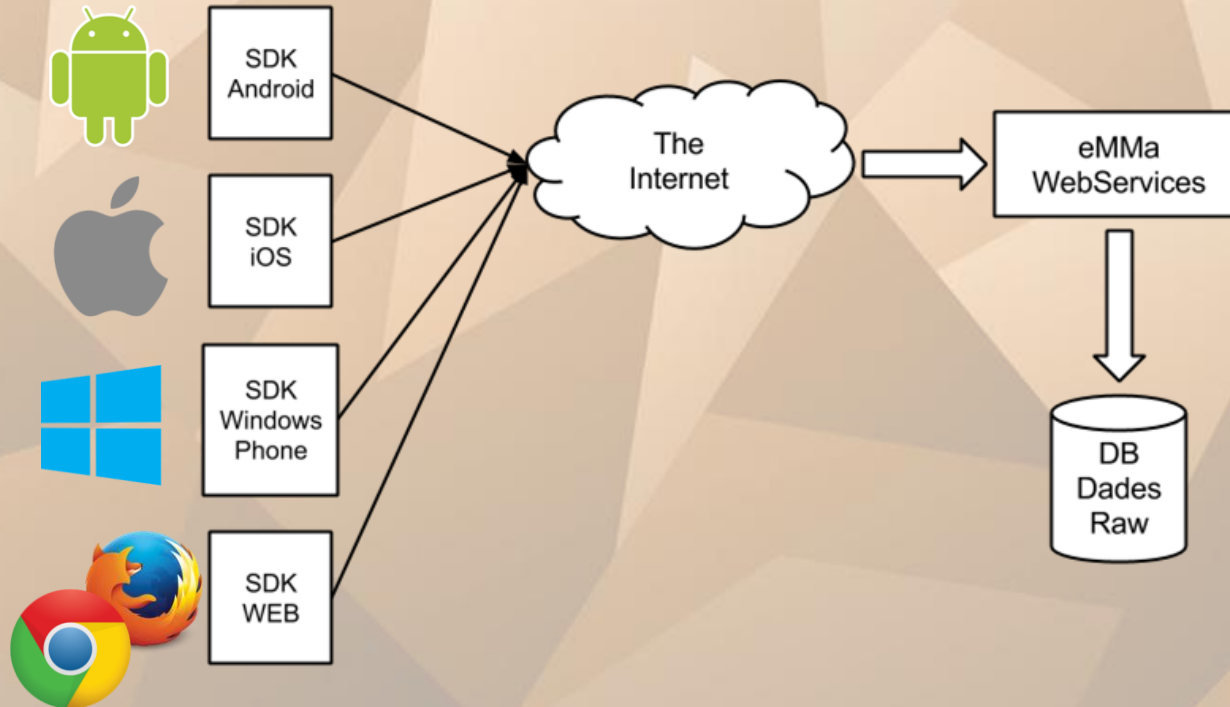 SDK
Android
SDK
iOS
SDK
Windows
Phone
SDK
WEB
The
Internet
eMMa
WebServices
DB
Dades
Raw